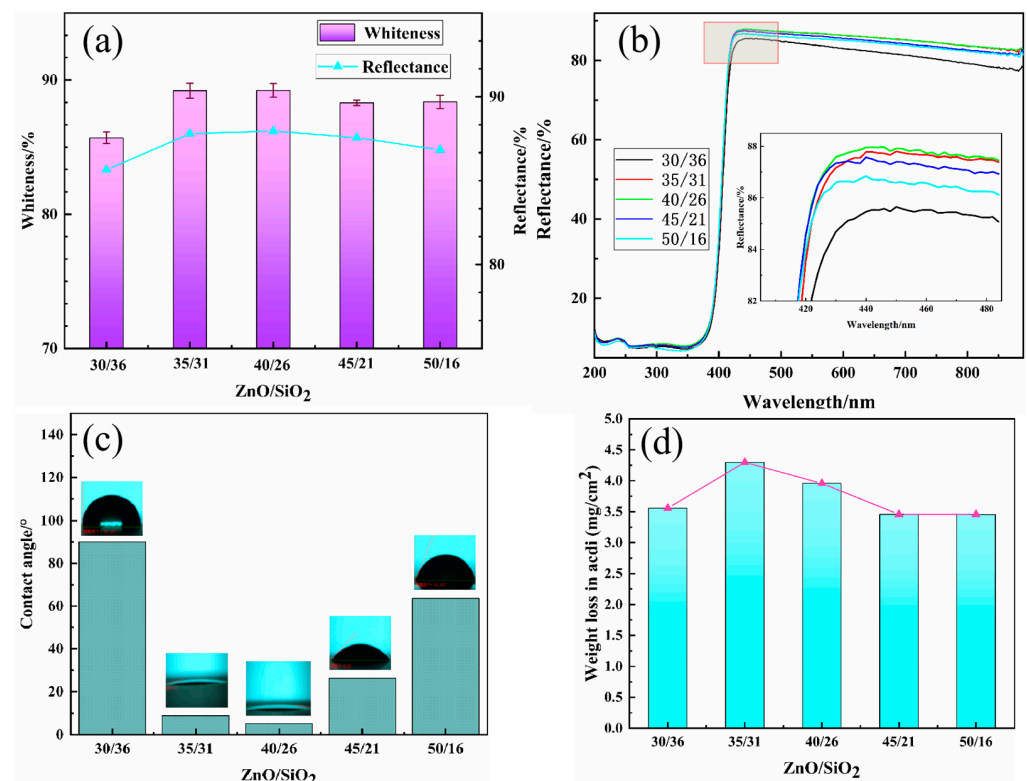 (a)
Whiteness
Reflectance
90
80
70
Whiteness/%
90
80
Reflectance/%
30/36 35/31 40/26 45/21 50/16
ZnO/SiO2
(b)
80
60
40
20
Reflectance/%
30/36
35/31
40/26
45/21
50/16
88
86
84
82
Reflectance/%
420 440 460 480
Wavelength/nm
200 300 400 500 600 700 800
Wavelength/nm
(c)
140
120
100
80
60
40
20
0
Contact angle/°
30/36 35/31 40/26 45/21 50/16
ZnO/SiO2
(d)
5.0
4.5
4.0
3.5
3.0
2.5
2.0
1.5
1.0
0.5
0.0
Weight loss in acdi (mg/cm2)
30/36 35/31 40/26 45/21 50/16
ZnO/SiO2